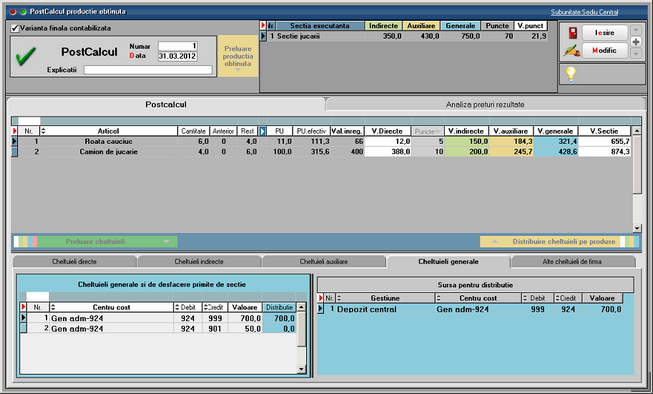 PostCalcul productie obtinuta
Subunitate:Sediu Central
Varianta finala contabilizata
PostCalcul
Numar 1
Data 31.03.2012
Explicatii
Preluare productia obtinuta
Nr. Sectia executanta Indirecte Auxiliare Generale Puncte V.punct
1 Sectie jucarii 350,0 430,0 750,0 70 21,9
Iesire
Modific
Postcalcul
Analiza preturi rezultate
Nr. Articol Cantitate Anterior Rest PU PU.efectiv Val.inreg. V.Directe Puncte V.indirecte V.auxiliare V.generale V.Sectie
1 Roata cauciuc 6,0 0 4,0 11,0 111,3 66 12,0 5 150,0 184,3 321,4 655,7
2 Camion de jucarie 4,0 0 6,0 100,0 315,6 400 388,0 10 200,0 245,7 428,6 874,3
Preluare cheltuieli
Distribuire cheltuieli pe produse
Cheltuieli directe
Cheltuieli indirecte
Cheltuieli auxiliare
Cheltuieli generale
Alte cheltuieli de firma
Cheltuieli generale si de desfacere primite de sectie
Nr. Centru cost Debit Credit Valoare Distributie
1 Gen adm-924 924 999 700,0 700,0
2 Gen adm-924 924 901 50,0 0,0
Sursa pentru distributie
Nr. Gestiune Centru cost Debit Credit Valoare
1 Depozit central Gen adm-924 999 924 700,0